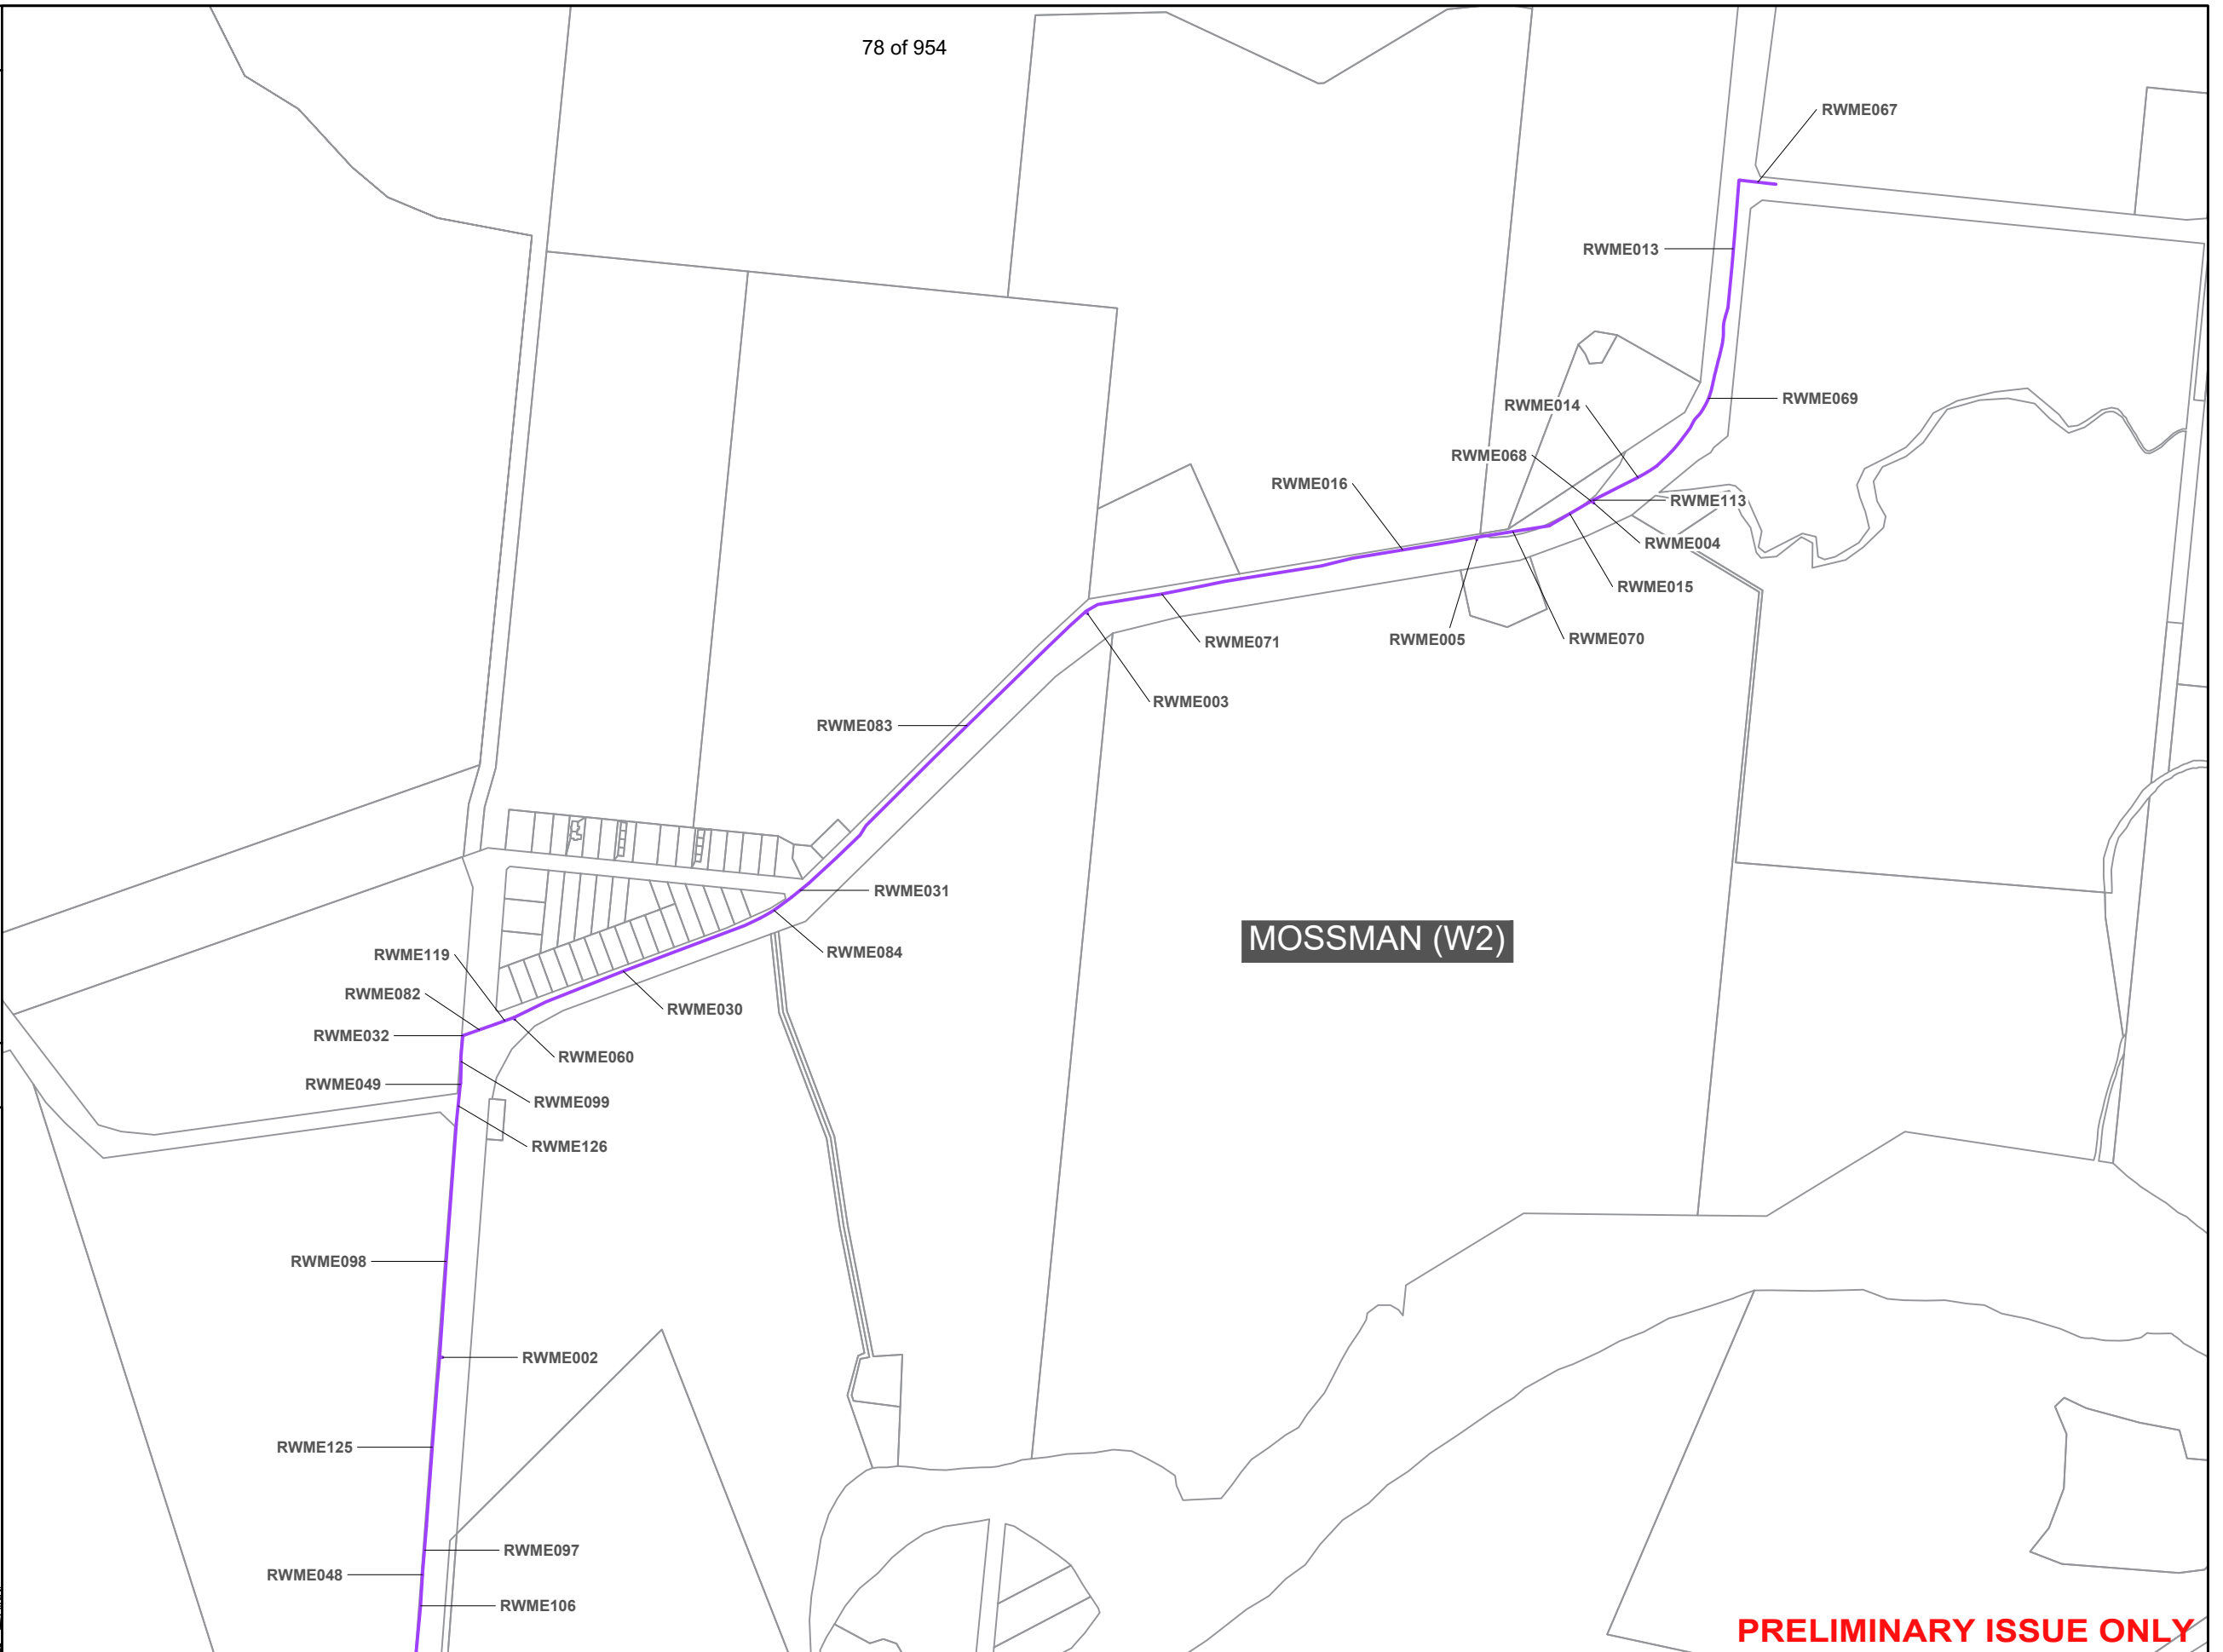 78 of 954
RWME067
RWME013
RWME069
RWME014
RWME068
RWME016
RWME113
RWME004
RWME015
RWME005
RWME070
RWME071
RWME003
RWME083
RWME031
MOSSMAN (W2)
RWME084
RWME119
RWME082
RWME030
RWME032
RWME060
RWME049
RWME099
RWME126
RWME098
RWME002
RWME125
RWME097
RWME048
RWME106
PRELIMINARY ISSUE ONLY